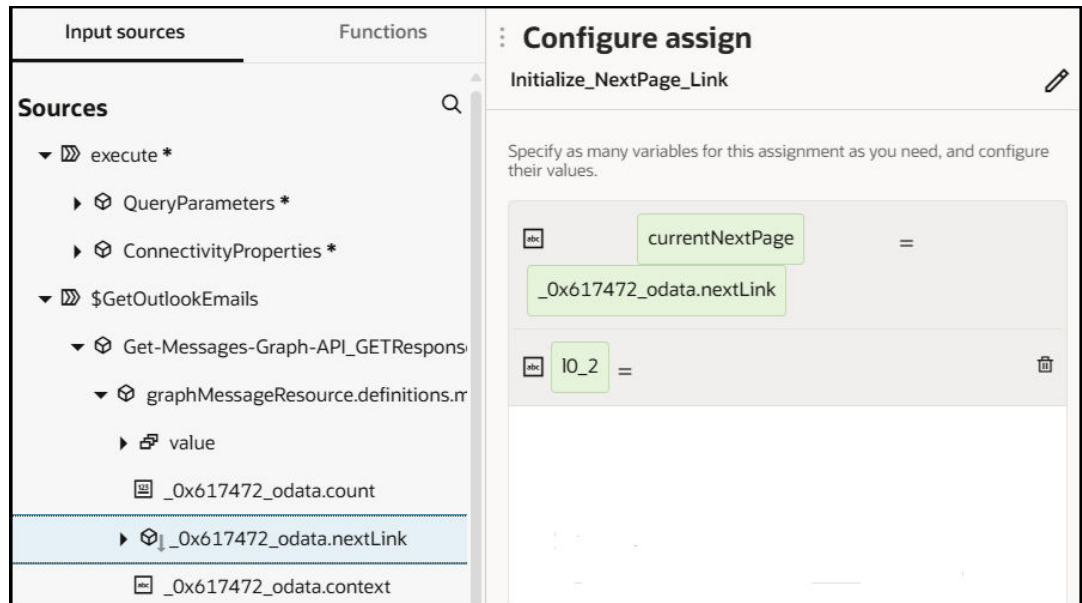 Input sources
Functions
Sources
execute *
QueryParameters *
ConnectivityProperties *
$GetOutlookEmails
Get-Messages-Graph-API_GETRespons
graphMessageResource.definitions.m
value
_0x617472_odata.count
_0x617472_odata.nextLink
_0x617472_odata.context
Configure assign
Initialize_NextPage_Link
Specify as many variables for this assignment as you need, and configure
their values.
abc currentNextPage =
_0x617472_odata.nextLink
abc l0_2 =